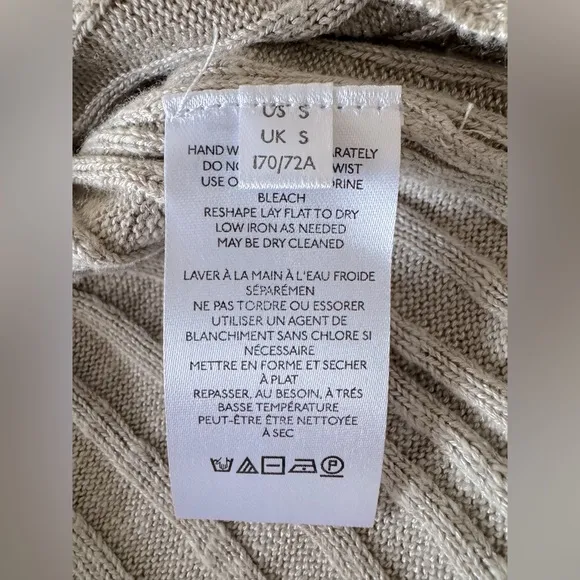 US S
UK S
170/72A
HAND W RATELY
DO NO WIST
USE O ORINE
BLEACH
RESHAPE LAY FLAT TO DRY
LOW IRON AS NEEDED
MAY BE DRY CLEANED
LAVER À LA MAIN À L'EAU FROIDE
SÉPARÉMEN
NE PAS TORDRE OU ESSORER
UTILISER UN AGENT DE
BLANCHIMENT SANS CHLORE SI
NÉCESSAIRE
METTRE EN FORME ET SECHER
À PLAT
REPASSER, AU BESOIN, À TRÉS
BASSE TEMPÉRATURE
PEUT-ÊTRE ÊTRE NETTOYÉE
À SEC
P